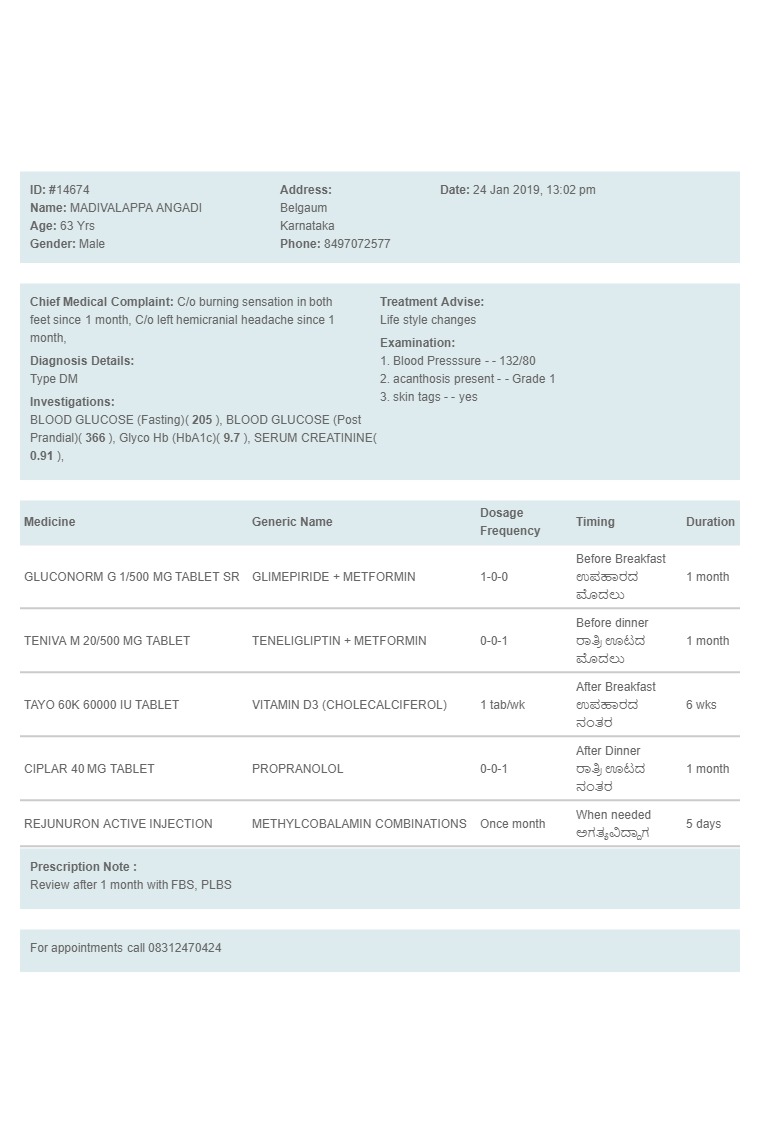 ID: #14674
Name: MADIVALAPPA ANGADI
Age: 63 Yrs
Gender: Male
Address:
Belgaum
Karnataka
Phone: 8497072577
Date: 24 Jan 2019, 13:02 pm
Chief Medical Complaint: C/o burning sensation in both
feet since 1 month, C/o left hemicranial headache since 1
month,
Diagnosis Details:
Type DM
Investigations:
BLOOD GLUCOSE (Fasting)( 205 ), BLOOD GLUCOSE (Post
Prandial)( 366 ), Glyco Hb (HbA1c)( 9.7 ), SERUM CREATININE(
0.91 ),
Treatment Advise:
Life style changes
Examination:
1. Blood Presssure - - 132/80
2. acanthosis present - - Grade 1
3. skin tags - - yes
Medicine Generic Name Dosage Frequency Timing Duration
GLUCONORM G 1/500 MG TABLET SR GLIMEPIRIDE + METFORMIN 1-0-0 Before Breakfast 1 month
ಉಪಹಾರದ
ಮೊದಲು
TENIVA M 20/500 MG TABLET TENELIGLIPTIN + METFORMIN 0-0-1 Before dinner 1 month
ರಾತ್ರಿ ಊಟದ
ಮೊದಲು
TAYO 60K 60000 IU TABLET VITAMIN D3 (CHOLECALCIFEROL) 1 tab/wk After Breakfast 6 wks
ಉಪಹಾರದ
ನಂತರ
CIPLAR 40 MG TABLET PROPRANOLOL 0-0-1 After Dinner 1 month
ರಾತ್ರಿ ಊಟದ
ನಂತರ
REJUNURON ACTIVE INJECTION METHYLCOBALAMIN COMBINATIONS Once month When needed 5 days
ಅಗತ್ಯವಿದ್ದಾಗ
Prescription Note :
Review after 1 month with FBS, PLBS
For appointments call 08312470424